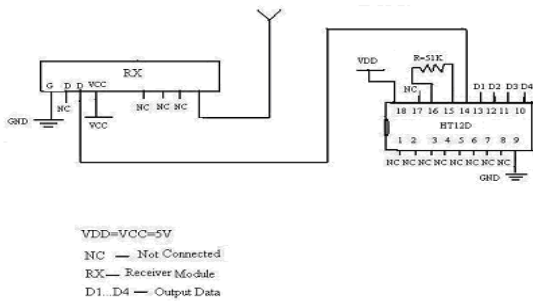 RX
G D D VCC
NC
NC NC NC
GND
VCC
VDD
R=51K
NC
D1 D2 D3 D4
18 17 16 15 14 13 12 11 10
HT12D
1 2 3 4 5 6 7 8 9
NC NC NC NC NC NC NC NC
GND
VDD=VCC=5V
NC — Not Connected
RX — Receiver Module
D1...D4 — Output Data